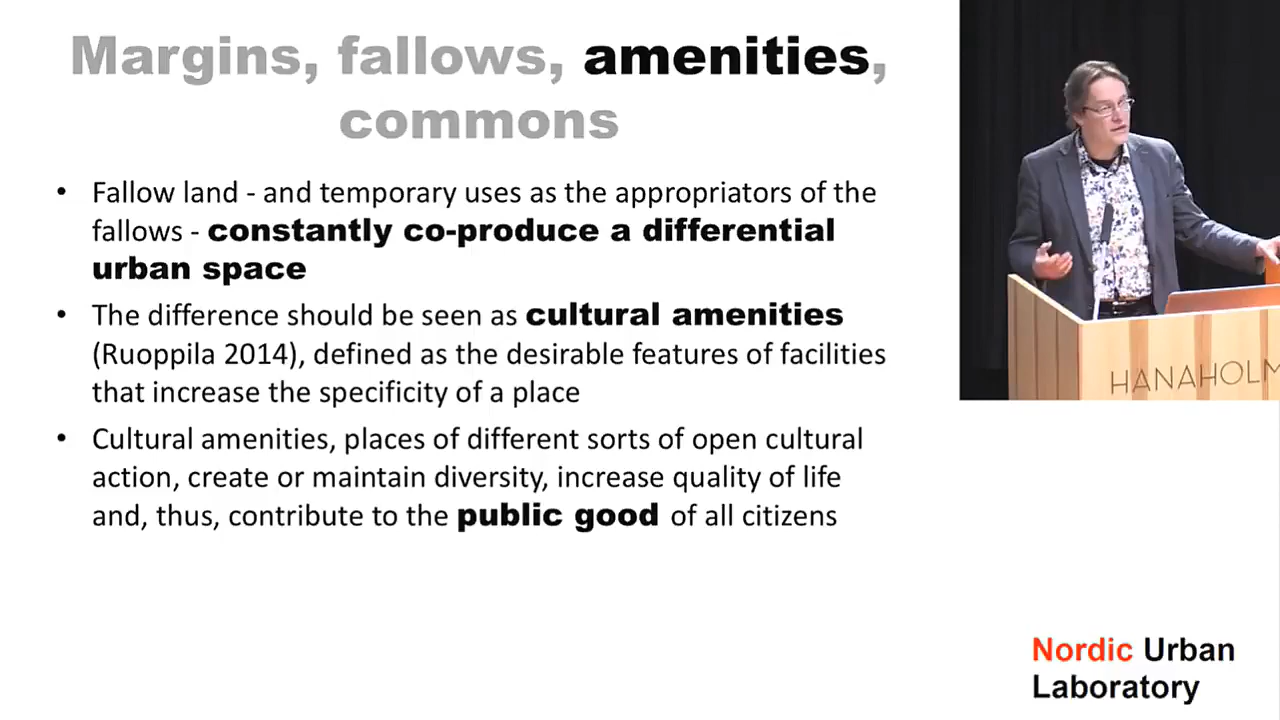 Margins, fallows, amenities,
commons
• Fallow land - and temporary uses as the appropriators of the
fallows - constantly co-produce a differential
urban space
• The difference should be seen as cultural amenities
(Ruoppila 2014), defined as the desirable features of facilities
that increase the specificity of a place
• Cultural amenities, places of different sorts of open cultural
action, create or maintain diversity, increase quality of life
and, thus, contribute to the public good of all citizens
HANAHOLM
Nordic Urban
Laboratory